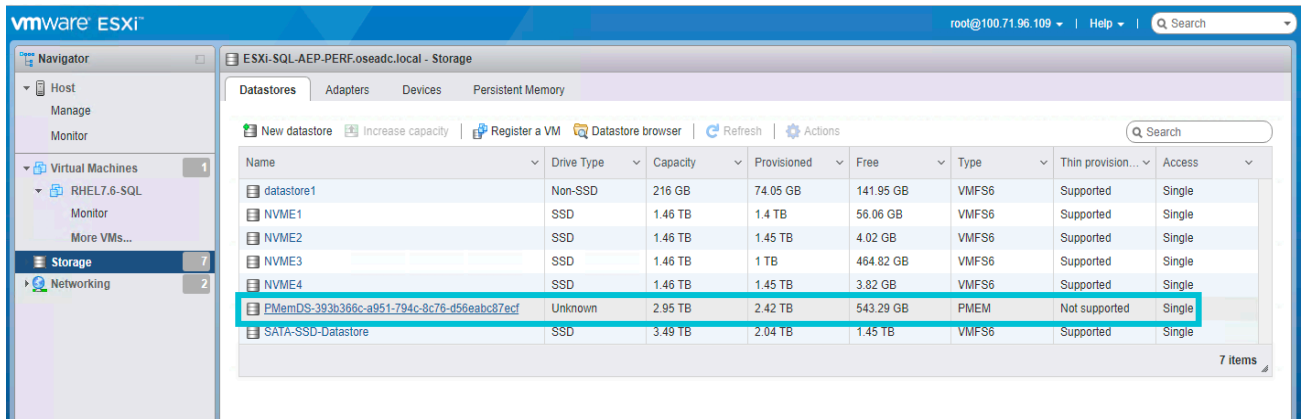 vmware ESXi™
root@100.71.96.109 | Help | Search
Navigator
Host
Manage
Monitor
Virtual Machines 1
RHEL7.6-SQL
Monitor
More VMs...
Storage 7
Networking 2
ESXi-SQL-AEP-PERF.oseadc.local - Storage
Datastores Adapters Devices Persistent Memory
New datastore Increase capacity | Register a VM Datastore browser | Refresh | Actions Search
Name Drive Type Capacity Provisioned Free Type Thin provision... Access
datastore1 Non-SSD 216 GB 74.05 GB 141.95 GB VMFS6 Supported Single
NVME1 SSD 1.46 TB 1.4 TB 56.06 GB VMFS6 Supported Single
NVME2 SSD 1.46 TB 1.45 TB 4.02 GB VMFS6 Supported Single
NVME3 SSD 1.46 TB 1 TB 464.82 GB VMFS6 Supported Single
NVME4 SSD 1.46 TB 1.45 TB 3.82 GB VMFS6 Supported Single
PMemDS-393b366c-a951-794c-8c76-d56eabc87ecf Unknown 2.95 TB 2.42 TB 543.29 GB PMEM Not supported Single
SATA-SSD-Datastore SSD 3.49 TB 2.04 TB 1.45 TB VMFS6 Supported Single
7 items